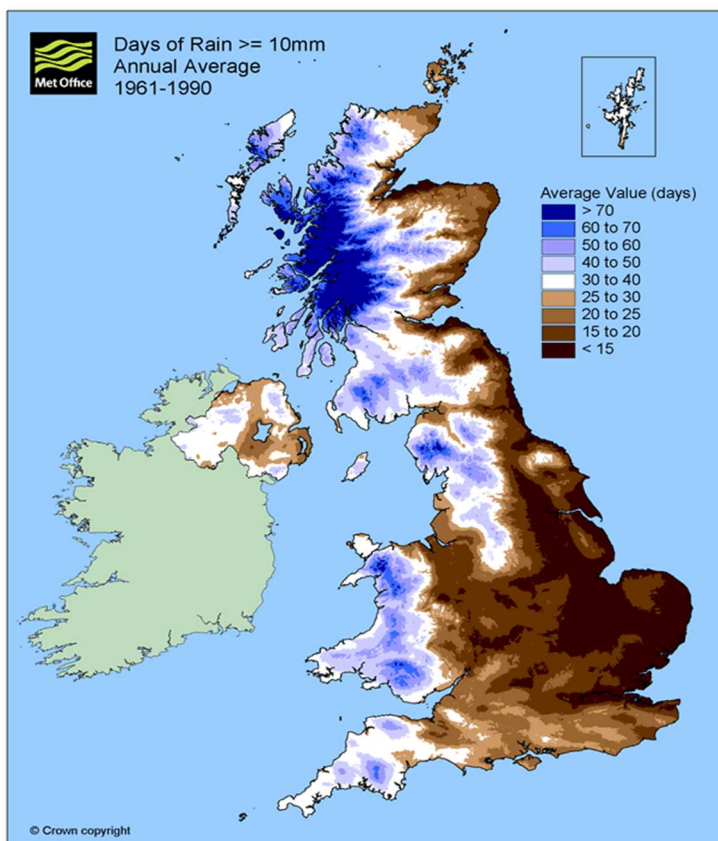 Met Office
Days of Rain >= 10mm
Annual Average
1961-1990
Average Value (days)
> 70
60 to 70
50 to 60
40 to 50
30 to 40
25 to 30
20 to 25
15 to 20
< 15
© Crown copyright